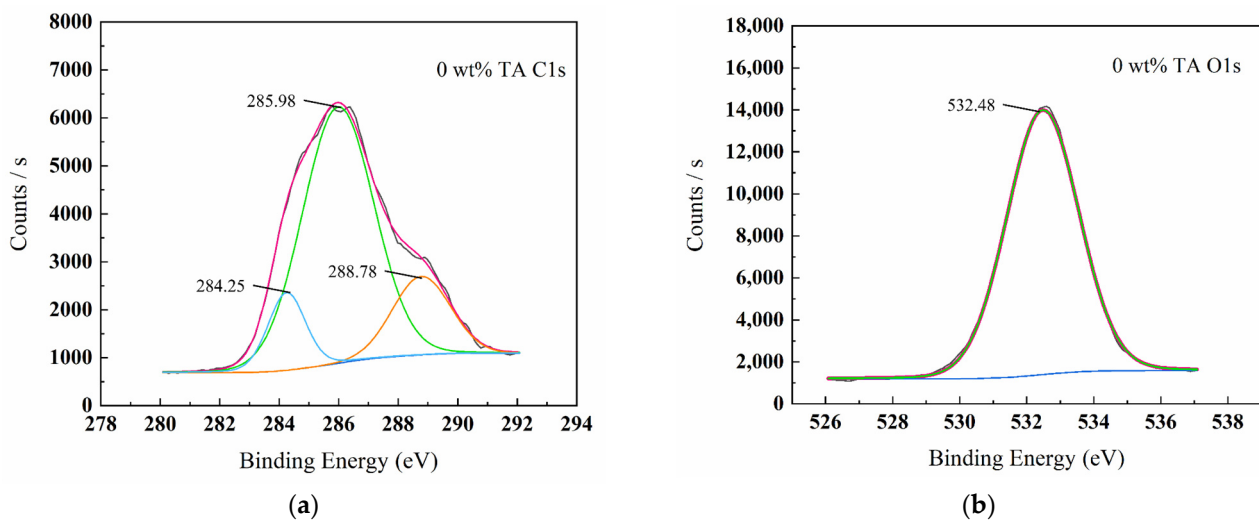 8000
7000
6000
5000
4000
3000
2000
1000
0
Counts / s
0 wt% TA C1s
285.98
284.25
288.78
278 280 282 284 286 288 290 292 294
Binding Energy (eV)
(a)
18,000
16,000
14,000
12,000
10,000
8,000
6,000
4,000
2,000
0,000
Counts / s
0 wt% TA O1s
532.48
526 530 532 534 536 538
Binding Energy (eV)
(b)